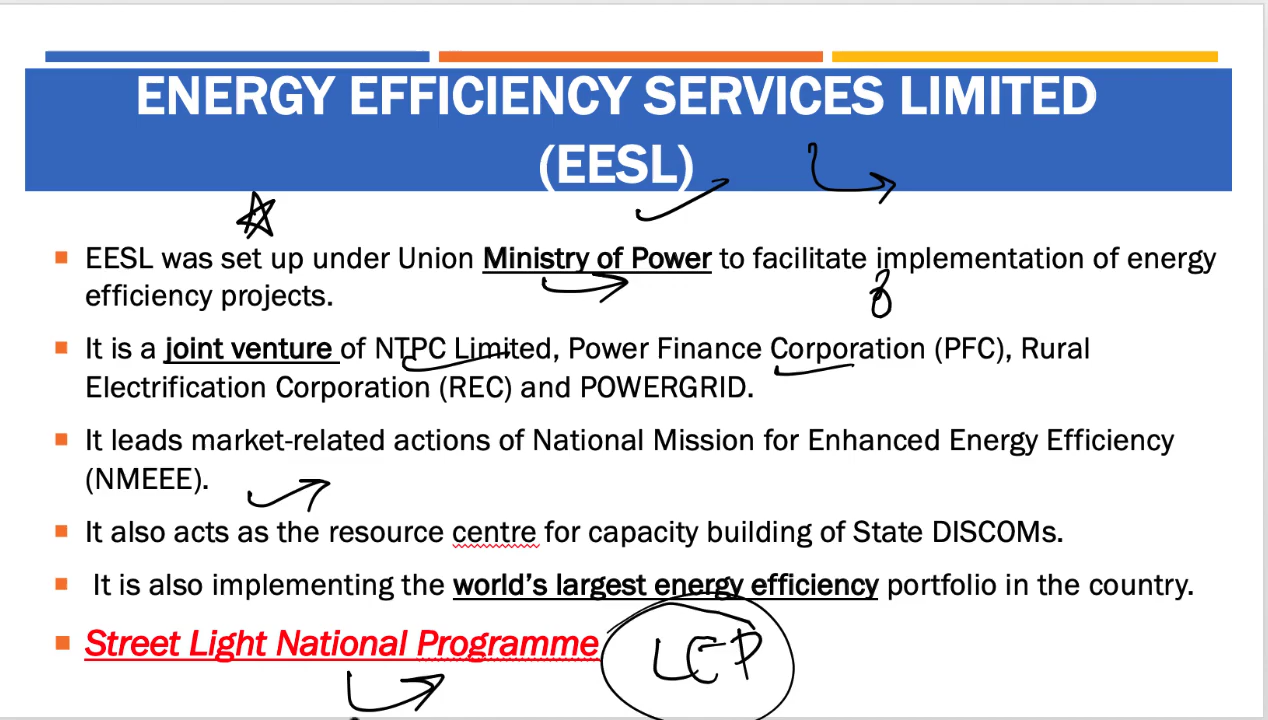 ENERGY EFFICIENCY SERVICES LIMITED
(EESL)
EESL was set up under Union Ministry of Power to facilitate implementation of energy
efficiency projects.
It is a joint venture of NTPC Limited, Power Finance Corporation (PFC), Rural
Electrification Corporation (REC) and POWERGRID.
It leads market-related actions of National Mission for Enhanced Energy Efficiency
(NMEEE).
It also acts as the resource centre for capacity building of State DISCOMs.
It is also implementing the world's largest energy efficiency portfolio in the country.
Street Light National Programme